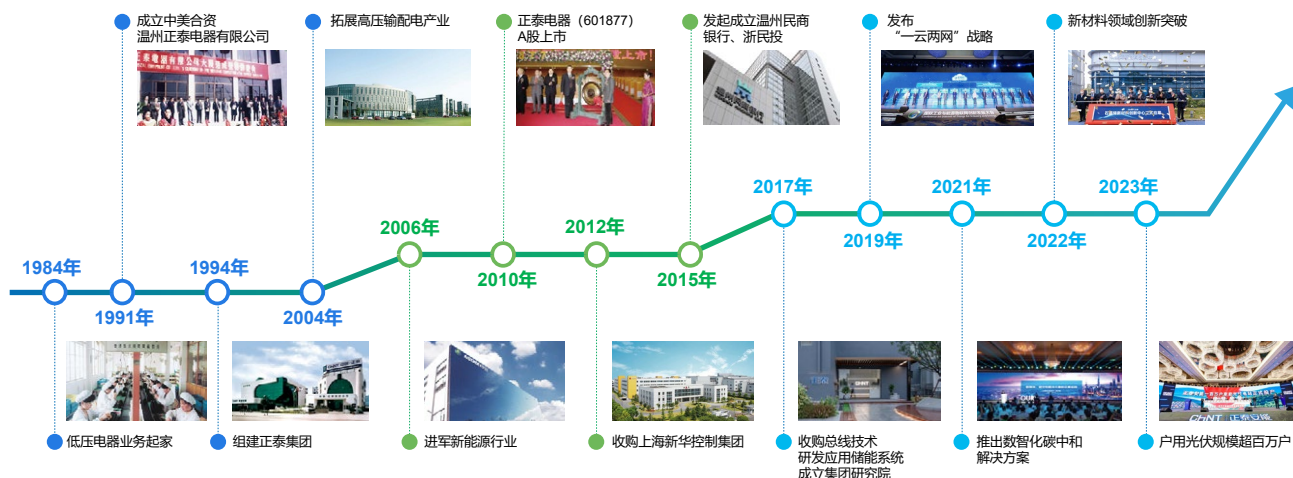 成立中美合资
温州正泰电器有限公司
拓展高压输配电产业
正泰电器（601877）
A股上市
发起成立温州民商
银行、浙民投
发布
“一云两网”战略
新材料领域创新突破
2017年
2021年
2023年
2006年
2012年
2019年
2022年
1984年
1994年
2010年
2015年
1991年
2004年
低压电器业务起家
组建正泰集团
进军新能源行业
收购上海新华控制集团
收购总线技术
研发应用储能系统
成立集团研究院
推出数智化碳中和
解决方案
户用光伏规模超百万户
CHNT 正泰安能